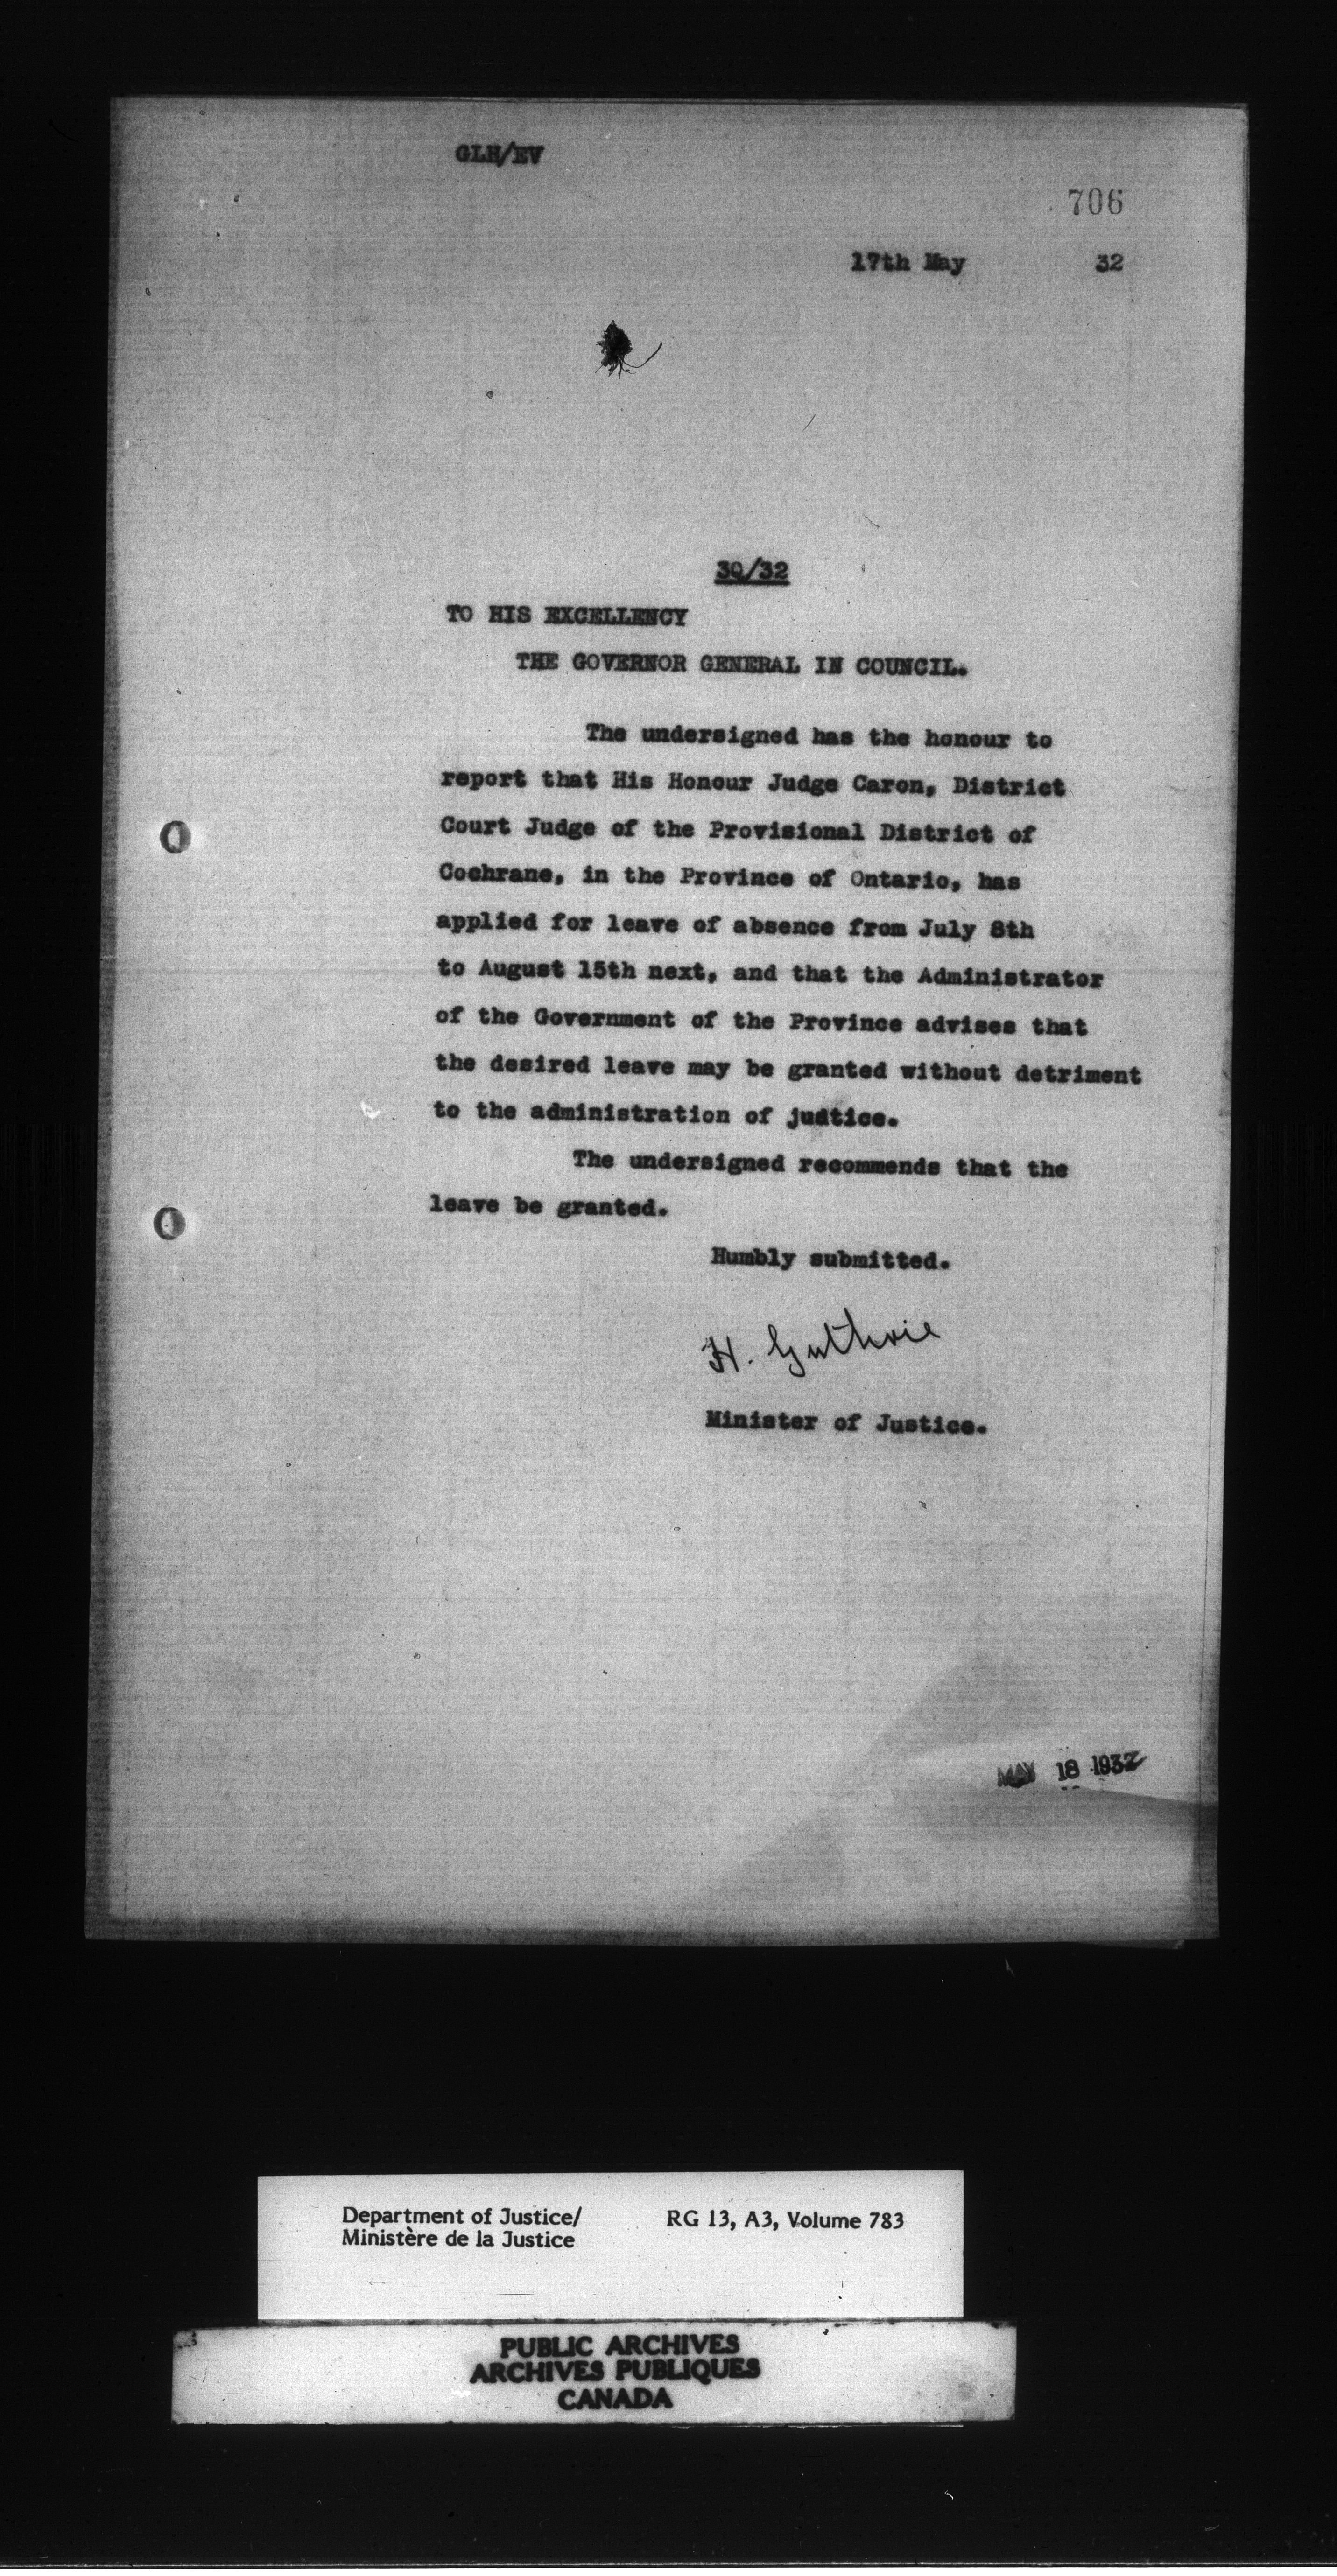 GLH/EV
706
17th May 32
30/32
TO HIS EXCELLENCY
THE GOVERNOR GENERAL IN COUNCIL.
The undersigned has the honour to
report that His Honour Judge Caron, District
Court Judge of the Provisional District of
Cochrane, in the Province of Ontario, has
applied for leave of absence from July 8th
to August 15th next, and that the Administrator
of the Government of the Province advises that
the desired leave may be granted without detriment
to the administration of judtice.
The undersigned recommends that the
leave be granted.
Humbly submitted.
H. Guthrie
Minister of Justice.
MAY 18 1932
Department of Justice/ RG 13, A3, Volume 783
Ministère de la Justice
PUBLIC ARCHIVES
ARCHIVES PUBLIQUES
CANADA